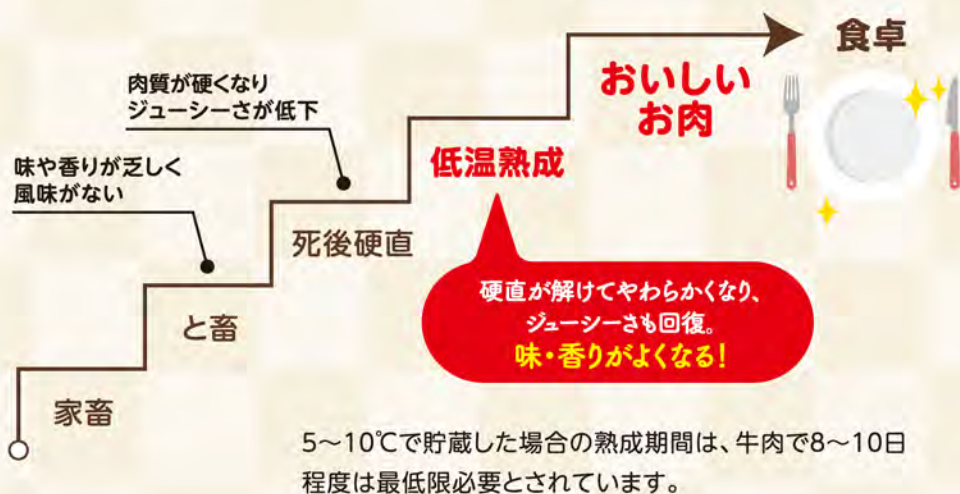 食卓
おいしい
お肉
肉質が硬くなり
ジューシーさが低下
低温熟成
味や香りが乏しく
風味がない
死後硬直
硬直が解けてやわらかくなり、
ジューシーさも回復。
味・香りがよくなる!
と畜
家畜
5〜10℃で貯蔵した場合の熟成期間は、牛肉で8〜10日
程度は最低限必要とされています。